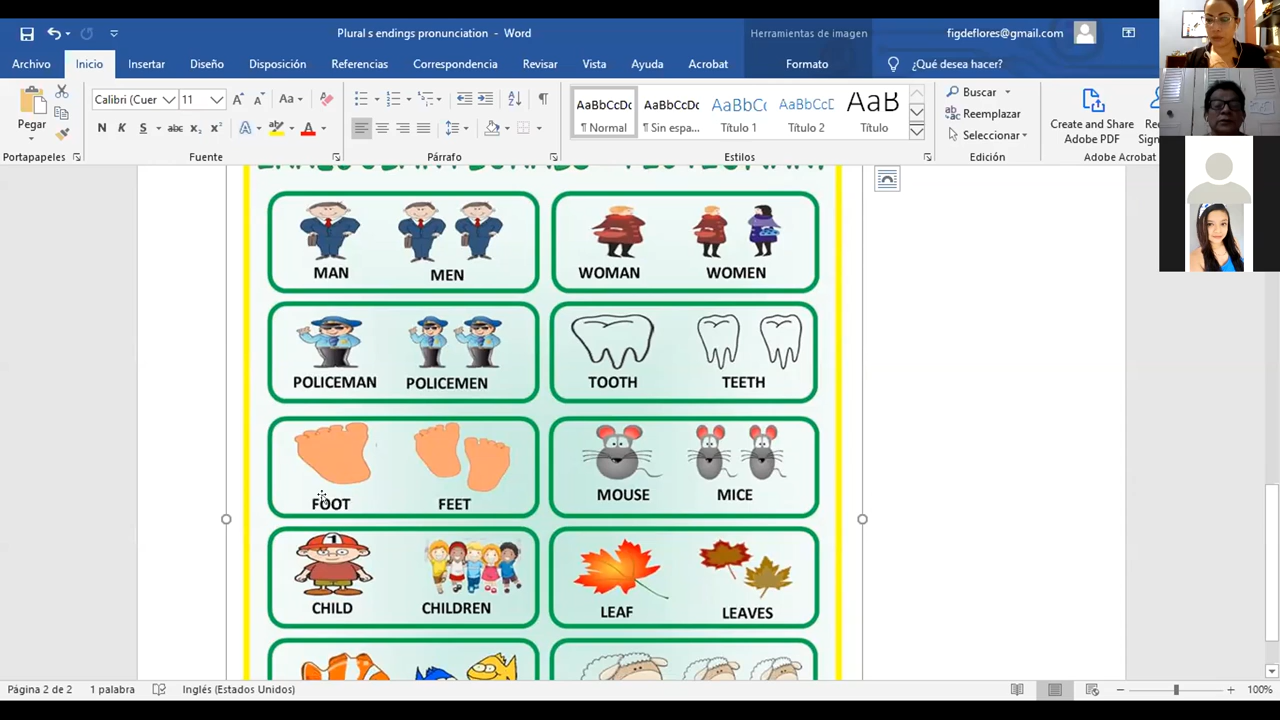 Plural s endings pronunciation - Word
Herramientas de imagen
figdeflores@gmail.com
Archivo Inicio Insertar Diseño Disposición Referencias Correspondencia Revisar Vista Ayuda Acrobat Formato ¿Qué desea hacer?
Calibri (Cuer 11 Aa
Pegar
N K S abc x₂ x² A A
AaBbCcDc AaBbCcDc AaBbCc AaBbCcE AaB
¶ Normal ¶ Sin espa... Título 1 Título 2 Título
Buscar
Reemplazar
Seleccionar
Create and Share
Adobe PDF
Portapapeles Fuente Párrafo Estilos Edición Adobe Acrobat
MAN MEN
WOMAN WOMEN
POLICEMAN POLICEMEN
TOOTH TEETH
FOOT FEET
MOUSE MICE
1
CHILD CHILDREN
LEAF LEAVES
Página 2 de 2 1 palabra Inglés (Estados Unidos) 100%